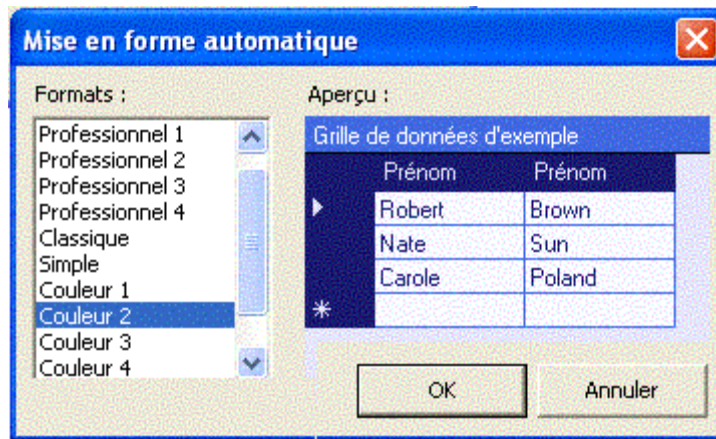 Mise en forme automatique
Formats :
Aperçu :
Professionnel 1
Professionnel 2
Professionnel 3
Professionnel 4
Classique
Simple
Couleur 1
Couleur 2
Couleur 3
Couleur 4
Grille de données d'exemple
Prénom Prénom
Robert Brown
Nate Sun
Carole Poland
OK Annuler